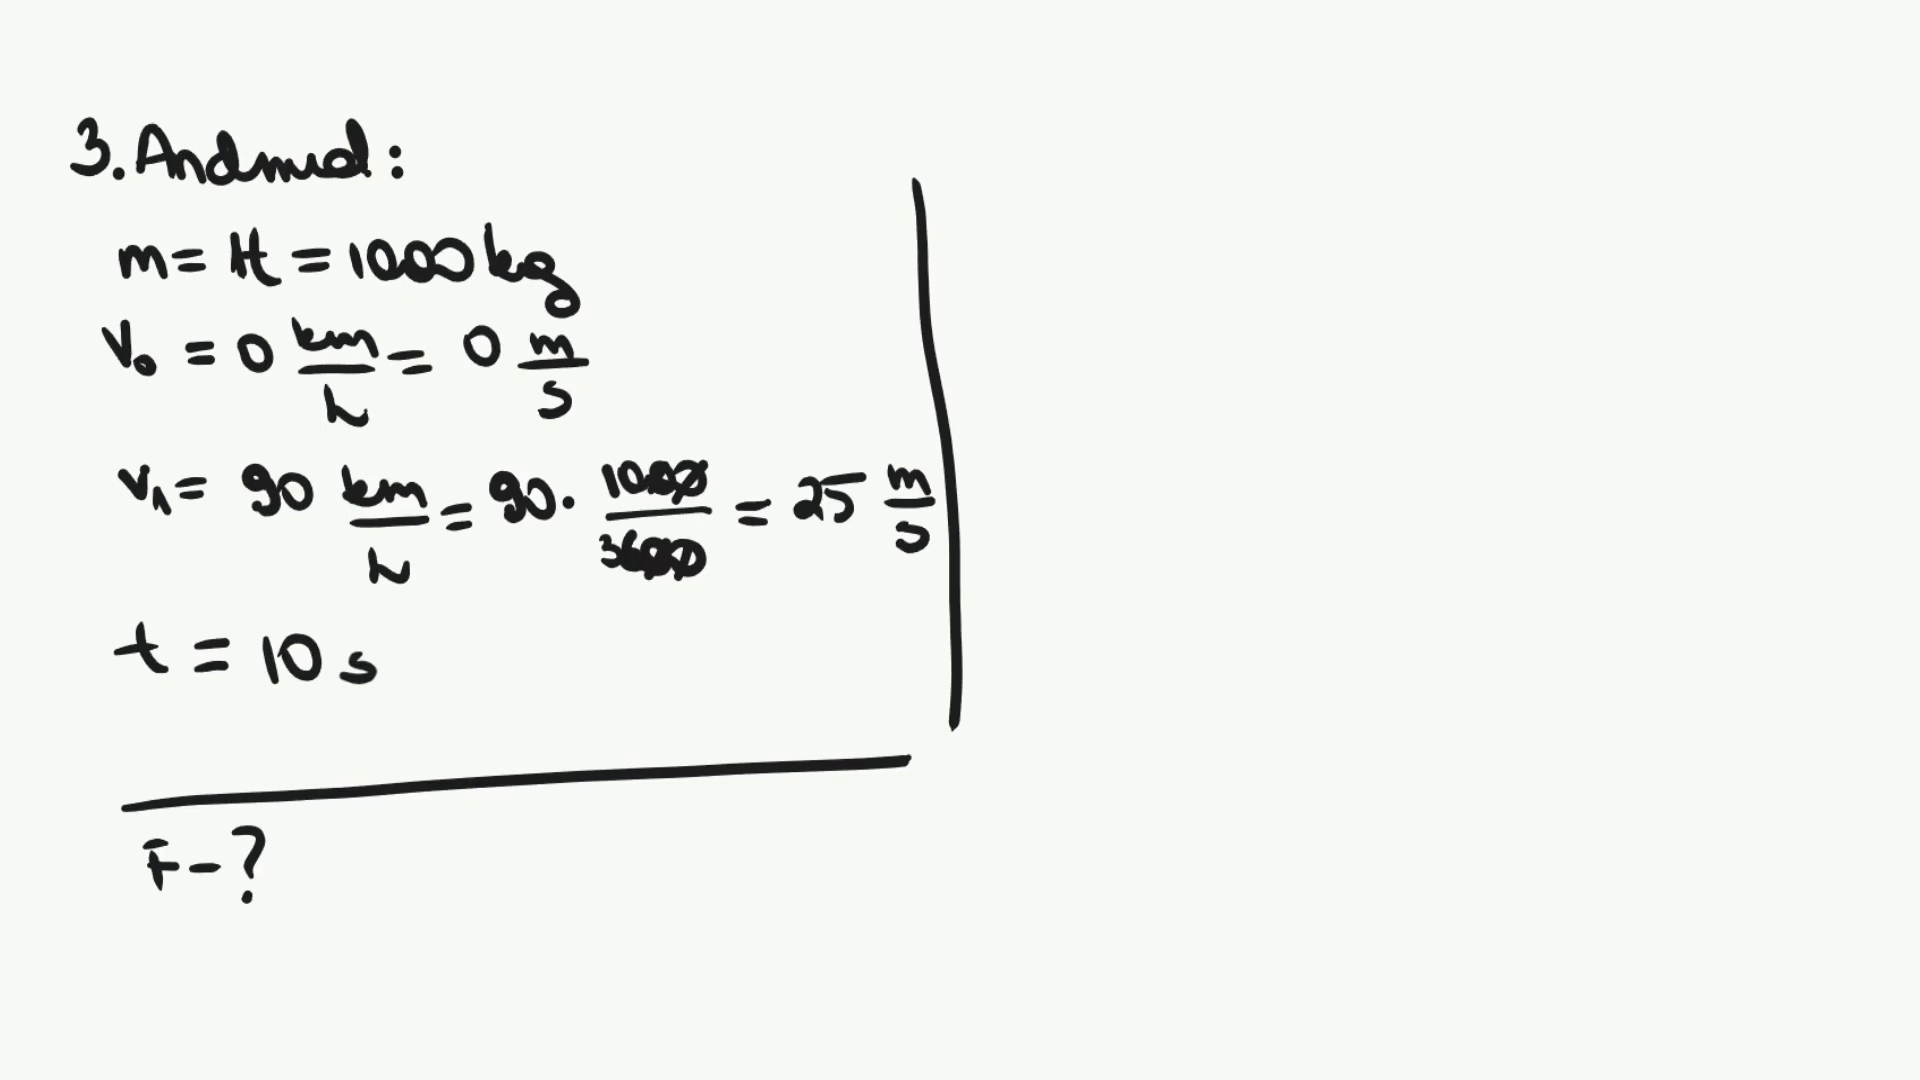 3. Andmed:
m = 1t = 1000 kg
v₀ = 0 km/h = 0 m/s
v₁ = 90 km/h = 90 · 1000/3600 = 25 m/s
t = 10 s
F - ?